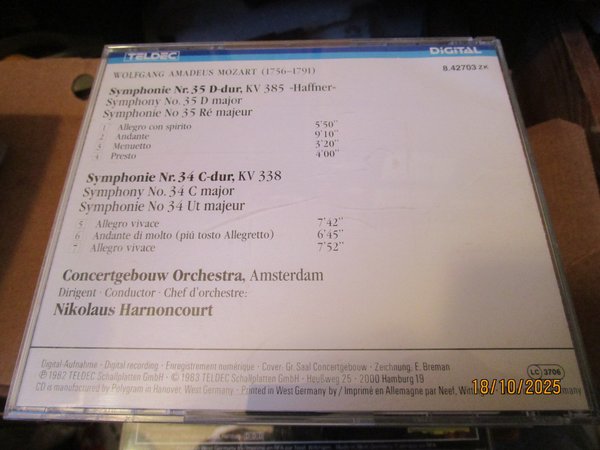 TELDEC DiGiTAL
WOLFGANG AMADEUS MOZART (1756–1791) 8.42703 ZK
Symphonie Nr. 35 D-dur, KV 385 -Haffner-
Symphony No. 35 D major
Symphonie No 35 Ré majeur
1 Allegro con spirito 5'50"
2 Andante 9'10"
3 Menuetto 3'20"
4 Presto 4'00"
Symphonie Nr. 34 C-dur, KV 338
Symphony No. 34 C major
Symphonie No 34 Ut majeur
5 Allegro vivace 7'42"
6 Andante di molto (più tosto Allegretto) 6'45"
7 Allegro vivace 7'52"
Concertgebouw Orchestra, Amsterdam
Dirigent · Conductor · Chef d'orchestre:
Nikolaus Harnoncourt
Digital-Aufnahme · Digital recording · Enregistrement numérique · Cover: Gr. Saal Concertgebouw · Zeichnung, E. Breman
℗ 1982 TELDEC Schallplatten GmbH · © 1983 TELDEC Schallplatten GmbH · Heußweg 25 · 2000 Hamburg 19
LC 3706
CD is manufactured by Polygram in Hanover, West Germany · Printed in West Germany by / Imprimé en Allemagne par Neef, Germany
18/10/2025